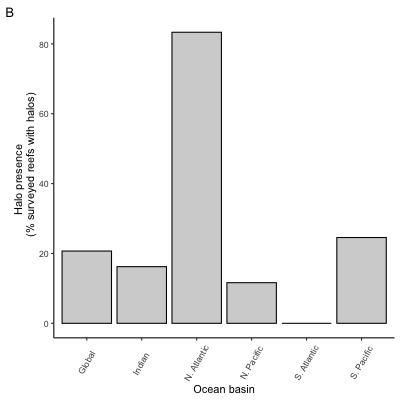 B
Halo presence
(% surveyed reefs with halos)
80
60
40
20
0
Global
Indian
N. Atlantic
N. Pacific
S. Atlantic
S. Pacific
Ocean basin